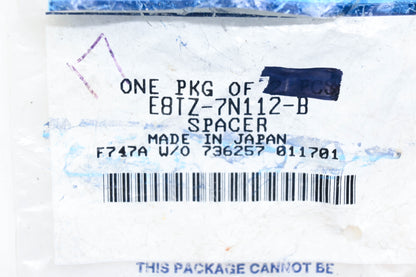 ONE PKG OF
E8TZ-7N112-B
SPACER
MADE IN JAPAN
F747A W/O 736257 011701
THIS PACKAGE CANNOT BE